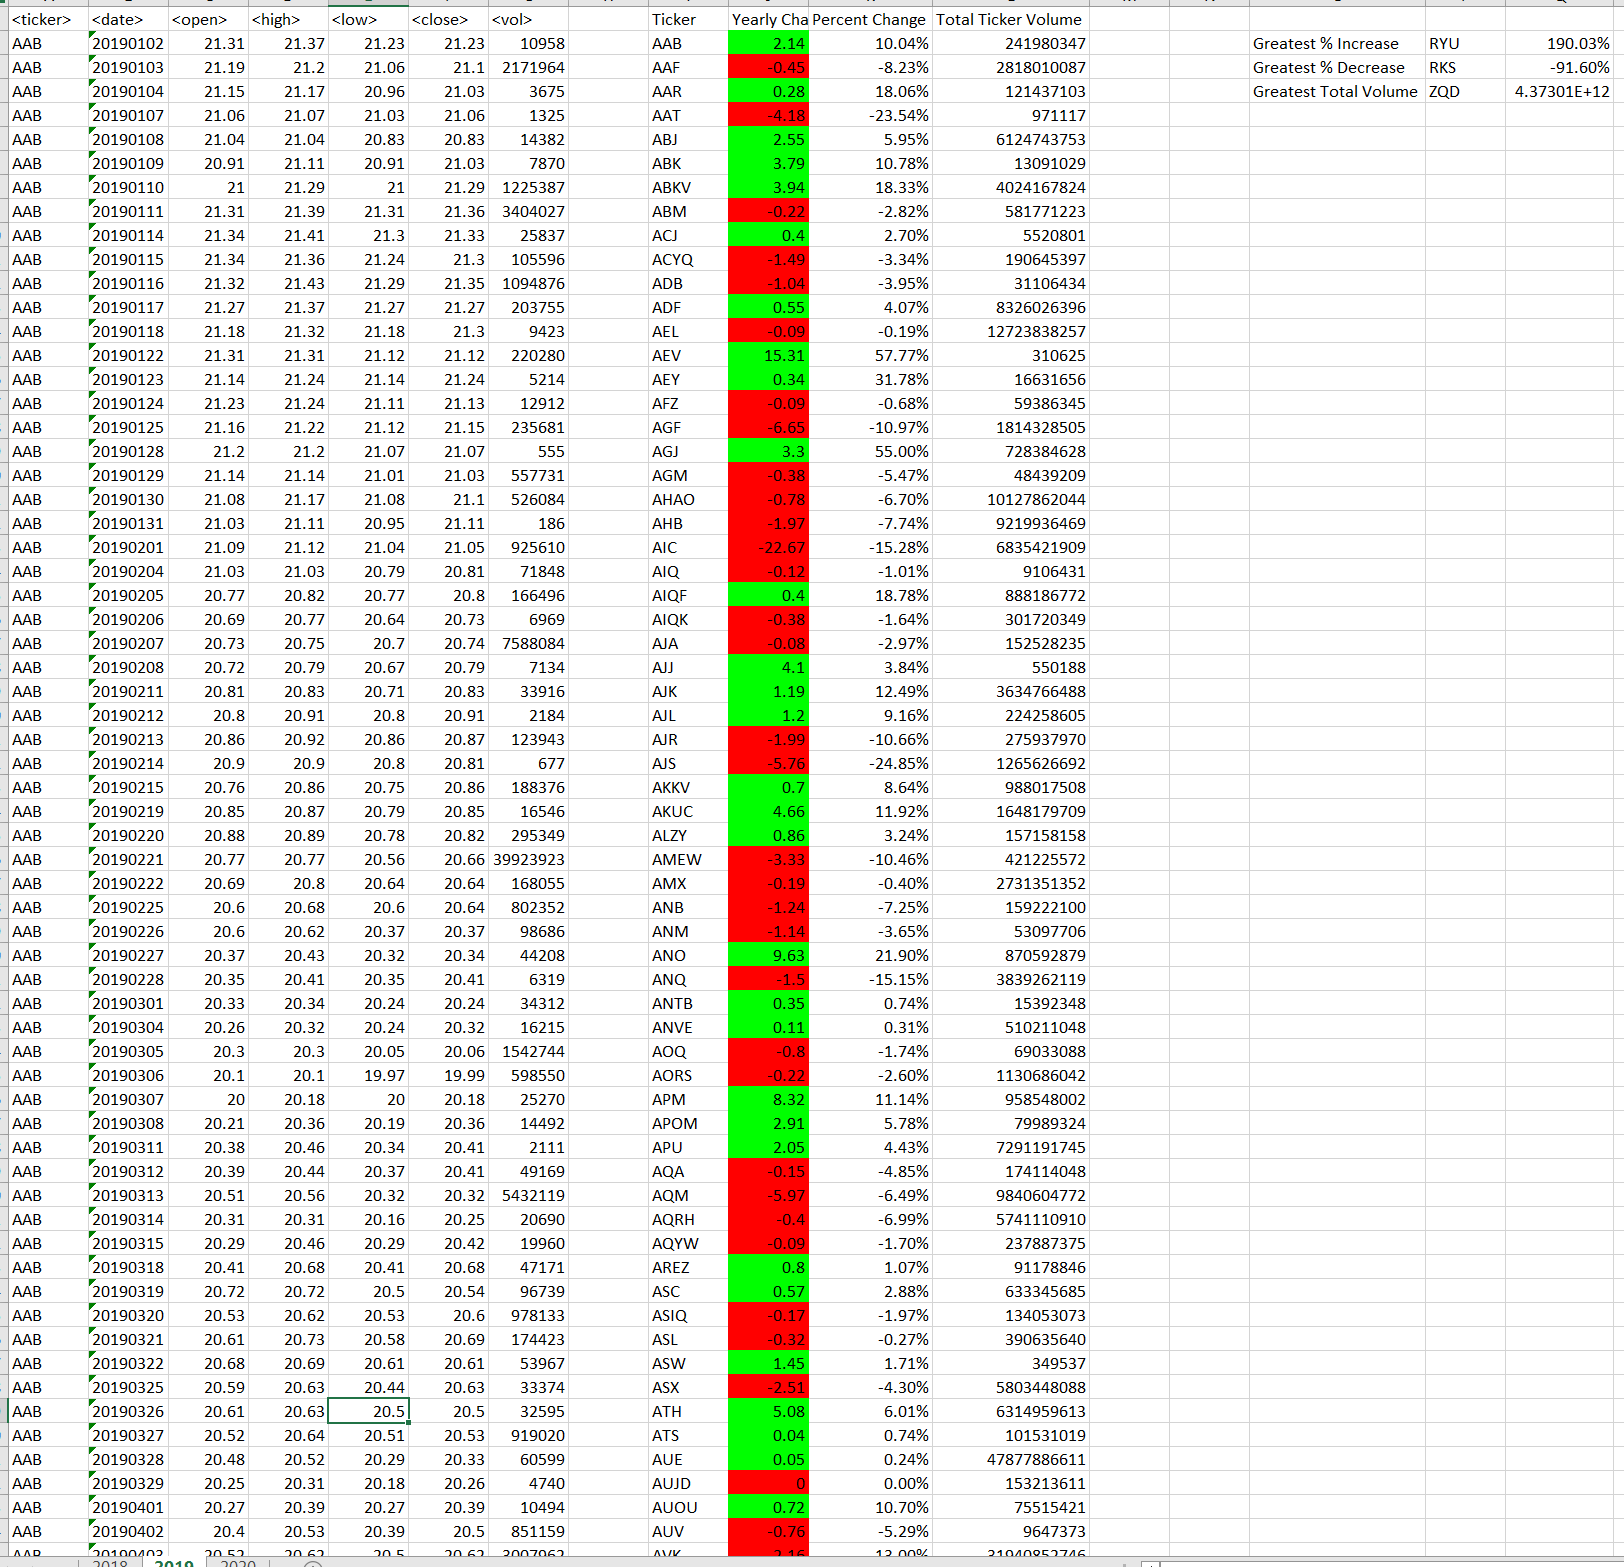 <ticker> <date> <open> <high> <low> <close> <vol> Ticker Yearly Cha Percent Change Total Ticker Volume
AAB 20190102 21.31 21.37 21.23 21.23 10958 AAB 2.14 10.04% 241980347 Greatest % Increase RYU 190.03%
AAB 20190103 21.19 21.2 21.06 21.1 2171964 AAF -0.45 -8.23% 2818010087 Greatest % Decrease RKS -91.60%
AAB 20190104 21.15 21.17 20.96 21.03 3675 AAR 0.28 18.06% 121437103 Greatest Total Volume ZQD 4.37301E+12
AAB 20190107 21.06 21.07 21.03 21.06 1325 AAT -4.18 -23.54% 971117
AAB 20190108 21.04 21.04 20.83 20.83 14382 ABJ 2.55 5.95% 6124743753
AAB 20190109 20.91 21.11 20.91 21.03 7870 ABK 3.79 10.78% 13091029
AAB 20190110 21 21.29 21 21.29 1225387 ABKV 3.94 18.33% 4024167824
AAB 20190111 21.31 21.39 21.31 21.36 3404027 ABM -0.22 -2.82% 581771223
AAB 20190114 21.34 21.41 21.3 21.33 25837 ACJ 0.4 2.70% 5520801
AAB 20190115 21.34 21.36 21.24 21.3 105596 ACYQ -1.49 -3.34% 190645397
AAB 20190116 21.32 21.43 21.29 21.35 1094876 ADB -1.04 -3.95% 31106434
AAB 20190117 21.27 21.37 21.27 21.27 203755 ADF 0.55 4.07% 8326026396
AAB 20190118 21.18 21.32 21.18 21.3 9423 AEL -0.09 -0.19% 12723838257
AAB 20190122 21.31 21.31 21.12 21.12 220280 AEV 15.31 57.77% 310625
AAB 20190123 21.14 21.24 21.14 21.24 5214 AEY 0.34 31.78% 16631656
AAB 20190124 21.23 21.24 21.11 21.13 12912 AFZ -0.09 -0.68% 59386345
AAB 20190125 21.16 21.22 21.12 21.15 235681 AGF -6.65 -10.97% 1814328505
AAB 20190128 21.2 21.2 21.07 21.07 555 AGJ 3.3 55.00% 728384628
AAB 20190129 21.14 21.14 21.01 21.03 557731 AGM -0.38 -5.47% 48439209
AAB 20190130 21.08 21.17 21.08 21.1 526084 AHAO -0.78 -6.70% 10127862044
AAB 20190131 21.03 21.11 20.95 21.11 186 AHB -1.97 -7.74% 9219936469
AAB 20190201 21.09 21.12 21.04 21.05 925610 AIC -22.67 -15.28% 6835421909
AAB 20190204 21.03 21.03 20.79 20.81 71848 AIQ -0.12 -1.01% 9106431
AAB 20190205 20.77 20.82 20.77 20.8 166496 AIQF 0.4 18.78% 888186772
AAB 20190206 20.69 20.77 20.64 20.73 6969 AIQK -0.38 -1.64% 301720349
AAB 20190207 20.73 20.75 20.7 20.74 7588084 AJA -0.08 -2.97% 152528235
AAB 20190208 20.72 20.79 20.67 20.79 7134 AJJ 4.1 3.84% 550188
AAB 20190211 20.81 20.83 20.71 20.83 33916 AJK 1.19 12.49% 3634766488
AAB 20190212 20.8 20.91 20.8 20.91 2184 AJL 1.2 9.16% 224258605
AAB 20190213 20.86 20.92 20.86 20.87 123943 AJR -1.99 -10.66% 275937970
AAB 20190214 20.9 20.9 20.8 20.81 677 AJS -5.76 -24.85% 1265626692
AAB 20190215 20.76 20.86 20.75 20.86 188376 AKKV 0.7 8.64% 988017508
AAB 20190219 20.85 20.87 20.79 20.85 16546 AKUC 4.66 11.92% 1648179709
AAB 20190220 20.88 20.89 20.78 20.82 295349 ALZY 0.86 3.24% 157158158
AAB 20190221 20.77 20.77 20.56 20.66 39923923 AMEW -3.33 -10.46% 421225572
AAB 20190222 20.69 20.8 20.64 20.64 168055 AMX -0.19 -0.40% 2731351352
AAB 20190225 20.6 20.68 20.6 20.64 802352 ANB -1.24 -7.25% 159222100
AAB 20190226 20.6 20.62 20.37 20.37 98686 ANM -1.14 -3.65% 53097706
AAB 20190227 20.37 20.43 20.32 20.34 44208 ANO 9.63 21.90% 870592879
AAB 20190228 20.35 20.41 20.35 20.41 6319 ANQ -1.5 -15.15% 3839262119
AAB 20190301 20.33 20.34 20.24 20.24 34312 ANTB 0.35 0.74% 15392348
AAB 20190304 20.26 20.32 20.24 20.32 16215 ANVE 0.11 0.31% 510211048
AAB 20190305 20.3 20.3 20.05 20.06 1542744 AOQ -0.8 -1.74% 69033088
AAB 20190306 20.1 20.1 19.97 19.99 598550 AORS -0.22 -2.60% 1130686042
AAB 20190307 20 20.18 20 20.18 25270 APM 8.32 11.14% 958548002
AAB 20190308 20.21 20.36 20.19 20.36 14492 APOM 2.91 5.78% 79989324
AAB 20190311 20.38 20.46 20.34 20.41 2111 APU 2.05 4.43% 7291191745
AAB 20190312 20.39 20.44 20.37 20.41 49169 AQA -0.15 -4.85% 174114048
AAB 20190313 20.51 20.56 20.32 20.32 5432119 AQM -5.97 -6.49% 9840604772
AAB 20190314 20.31 20.31 20.16 20.25 20690 AQRH -0.4 -6.99% 5741110910
AAB 20190315 20.29 20.46 20.29 20.42 19960 AQYW -0.09 -1.70% 237887375
AAB 20190318 20.41 20.68 20.41 20.68 47171 AREZ 0.8 1.07% 91178846
AAB 20190319 20.72 20.72 20.5 20.54 96739 ASC 0.57 2.88% 633345685
AAB 20190320 20.53 20.62 20.53 20.6 978133 ASIQ -0.17 -1.97% 134053073
AAB 20190321 20.61 20.73 20.58 20.69 174423 ASL -0.32 -0.27% 390635640
AAB 20190322 20.68 20.69 20.61 20.61 53967 ASW 1.45 1.71% 349537
AAB 20190325 20.59 20.63 20.44 20.63 33374 ASX -2.51 -4.30% 5803448088
AAB 20190326 20.61 20.63 20.5 20.5 32595 ATH 5.08 6.01% 6314959613
AAB 20190327 20.52 20.64 20.51 20.53 919020 ATS 0.04 0.74% 101531019
AAB 20190328 20.48 20.52 20.29 20.33 60599 AUE 0.05 0.24% 47877886611
AAB 20190329 20.25 20.31 20.18 20.26 4740 AUJD 0 0.00% 153213611
AAB 20190401 20.27 20.39 20.27 20.39 10494 AUOU 0.72 10.70% 75515421
AAB 20190402 20.4 20.53 20.39 20.5 851159 AUV -0.76 -5.29% 9647373
AAB 20190403 20.52 20.62 20.5 20.62 3007962 AVK 2.16 13.00% 31940852746
2018 2019 2020